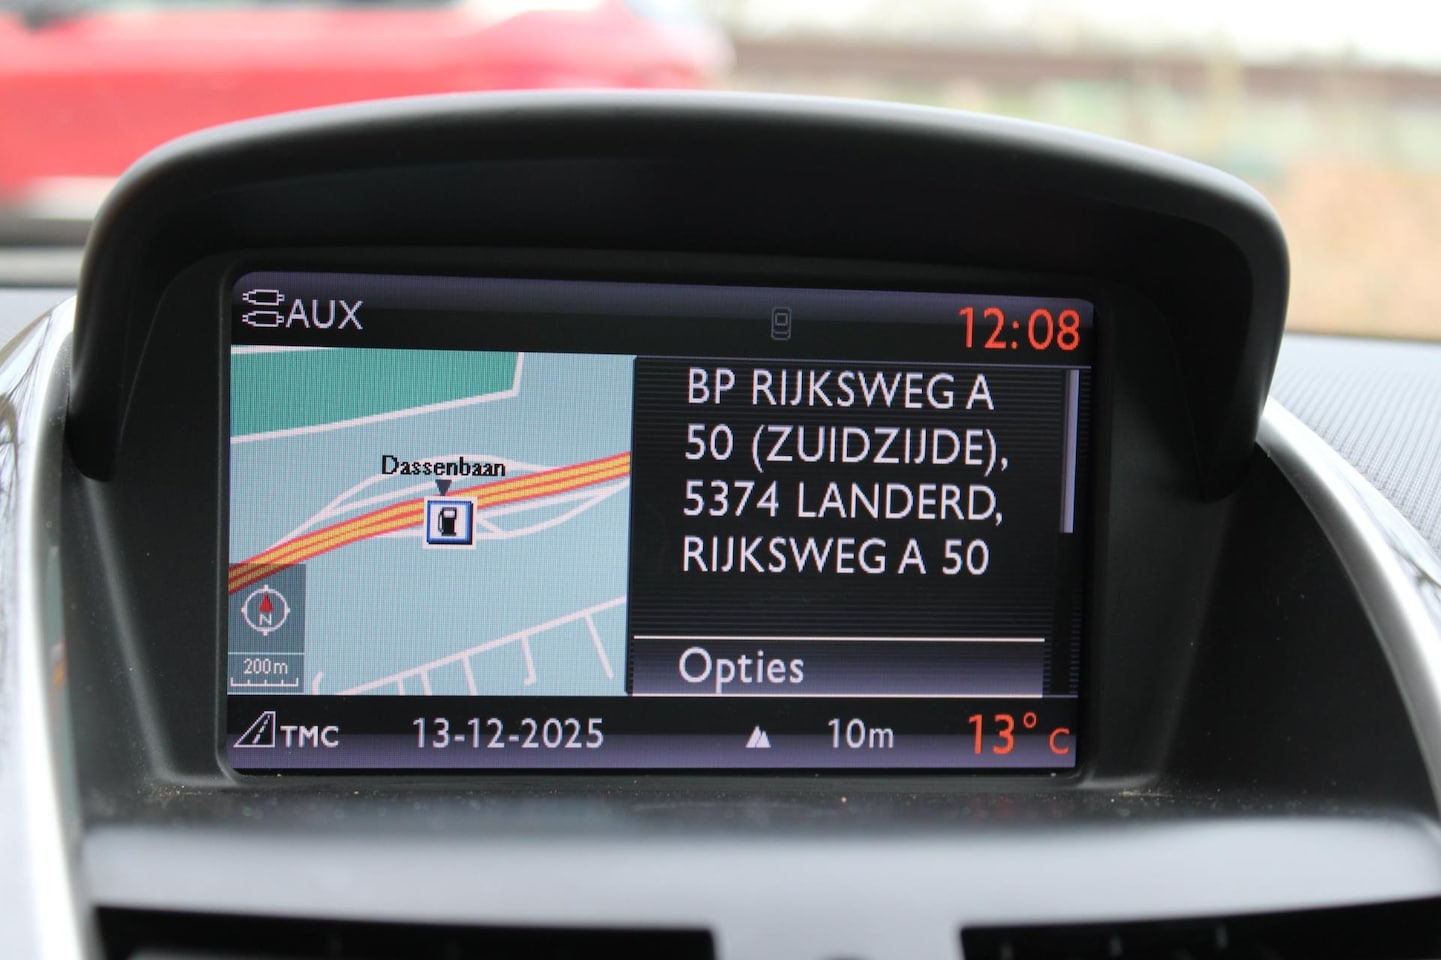 AUX
12:08
Dassenbaan
N
200m
BP RIJKSWEG A
50 (ZUIDZIJDE),
5374 LANDERD,
RIJKSWEG A 50
Opties
TMC
13-12-2025
10m
13°C